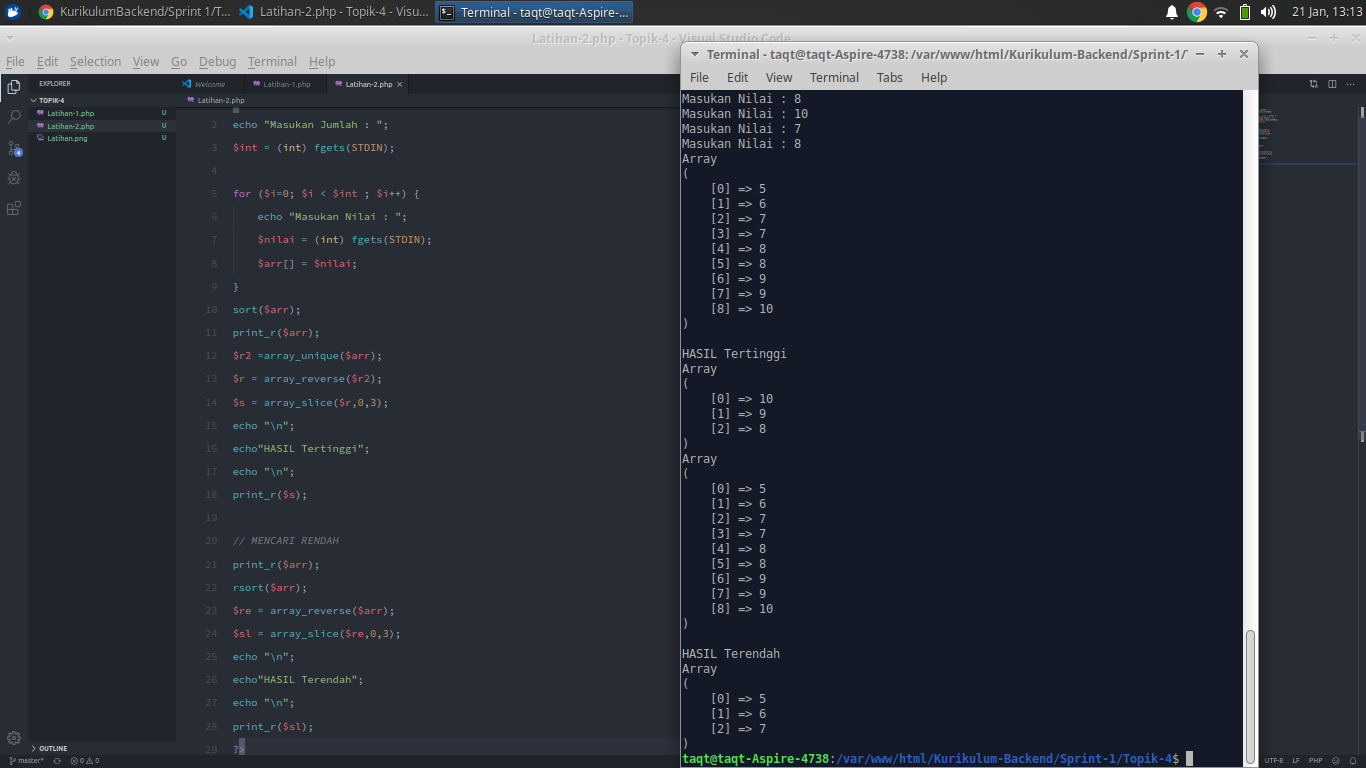 KurikulumBackend/Sprint 1/T...
Latihan-2.php - Topik-4 - Visu...
Terminal - taqt@taqt-Aspire-...
21 Jan, 13:13
Latihan-2.php - Topik-4 - Visual Studio Code
File Edit Selection View Go Debug Terminal Help
EXPLORER
TOPIK-4
Latihan-1.php U
Latihan-2.php U
Latihan.png U
OUTLINE
Welcome
Latihan-1.php
Latihan-2.php
Latihan-2.php
2 echo "Masukan Jumlah : ";
3 $int = (int) fgets(STDIN);
4
5 for ($i=0; $i < $int ; $i++) {
6 echo "Masukan Nilai : ";
7 $nilai = (int) fgets(STDIN);
8 $arr[] = $nilai;
9 }
10 sort($arr);
11 print_r($arr);
12 $r2 =array_unique($arr);
13 $r = array_reverse($r2);
14 $s = array_slice($r,0,3);
15 echo "\n";
16 echo"HASIL Tertinggi";
17 echo "\n";
18 print_r($s);
19
20 // MENCARI RENDAH
21 print_r($arr);
22 rsort($arr);
23 $re = array_reverse($arr);
24 $sl = array_slice($re,0,3);
25 echo "\n";
26 echo"HASIL Terendah";
27 echo "\n";
28 print_r($sl);
29 ?>
master* 0 0
4
UTF-8 LF PHP
Terminal - taqt@taqt-Aspire-4738: /var/www/html/Kurikulum-Backend/Sprint-1/
File Edit View Terminal Tabs Help
Masukan Nilai : 8
Masukan Nilai : 10
Masukan Nilai : 7
Masukan Nilai : 8
Array
(
[0] => 5
[1] => 6
[2] => 7
[3] => 7
[4] => 8
[5] => 8
[6] => 9
[7] => 9
[8] => 10
)
HASIL Tertinggi
Array
(
[0] => 10
[1] => 9
[2] => 8
)
Array
(
[0] => 5
[1] => 6
[2] => 7
[3] => 7
[4] => 8
[5] => 8
[6] => 9
[7] => 9
[8] => 10
)
HASIL Terendah
Array
(
[0] => 5
[1] => 6
[2] => 7
)
taqt@taqt-Aspire-4738:/var/www/html/Kurikulum-Backend/Sprint-1/Topik-4$